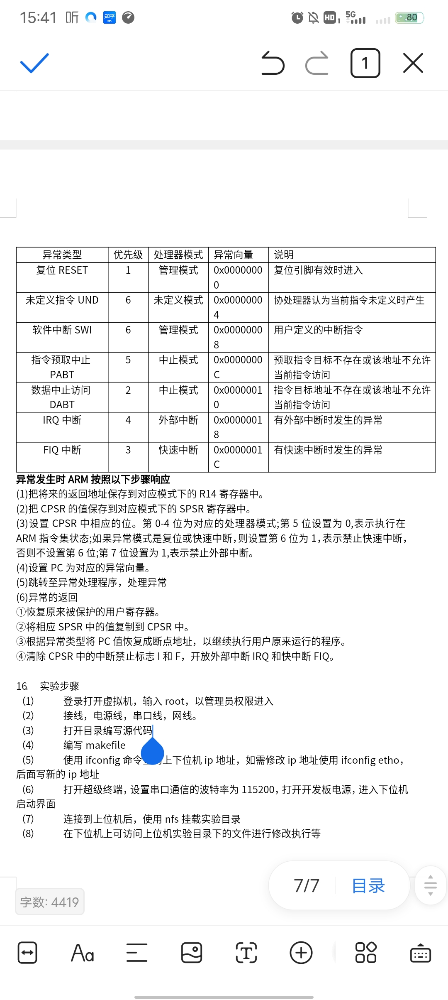 15:41 听 知乎 HD 1 5G 80
1
异常类型 优先级 处理器模式 异常向量 说明
复位 RESET 1 管理模式 0x0000000 复位引脚有效时进入
0
未定义指令 UND 6 未定义模式 0x0000000 协处理器认为当前指令未定义时产生
4
软件中断 SWI 6 管理模式 0x0000000 用户定义的中断指令
8
指令预取中止 5 中止模式 0x0000000 预取指令目标不存在或该地址不允许
PABT C 当前指令访问
数据中止访问 2 中止模式 0x0000001 指令目标地址不存在或该地址不允许
DABT 0 当前指令访问
IRQ 中断 4 外部中断 0x0000001 有外部中断时发生的异常
8
FIQ 中断 3 快速中断 0x0000001 有快速中断时发生的异常
C
异常发生时 ARM 按照以下步骤响应
(1)把将来的返回地址保存到对应模式下的 R14 寄存器中。
(2)把 CPSR 的值保存到对应模式下的 SPSR 寄存器中。
(3)设置 CPSR 中相应的位。第 0-4 位为对应的处理器模式;第 5 位设置为 0,表示执行在
ARM 指令集状态;如果异常模式是复位或快速中断,则设置第 6 位为 1,表示禁止快速中断,
否则不设置第 6 位;第 7 位设置为 1,表示禁止外部中断。
(4)设置 PC 为对应的异常向量。
(5)跳转至异常处理程序，处理异常
(6)异常的返回
①恢复原来被保护的用户寄存器。
②将相应 SPSR 中的值复制到 CPSR 中。
③根据异常类型将 PC 值恢复成断点地址，以继续执行用户原来运行的程序。
④清除 CPSR 中的中断禁止标志 I 和 F，开放外部中断 IRQ 和快中断 FIQ。
16. 实验步骤
（1） 登录打开虚拟机，输入 root，以管理员权限进入
（2） 接线，电源线，串口线，网线。
（3） 打开目录编写源代码
（4） 编写 makefile
（5） 使用 ifconfig 命令 上下位机 ip 地址，如需修改 ip 地址使用 ifconfig etho，
后面写新的 ip 地址
（6） 打开超级终端，设置串口通信的波特率为 115200，打开开发板电源，进入下位机
启动界面
（7） 连接到上位机后，使用 nfs 挂载实验目录
（8） 在下位机上可访问上位机实验目录下的文件进行修改执行等
7/7 目录
字数: 4419
Aa T